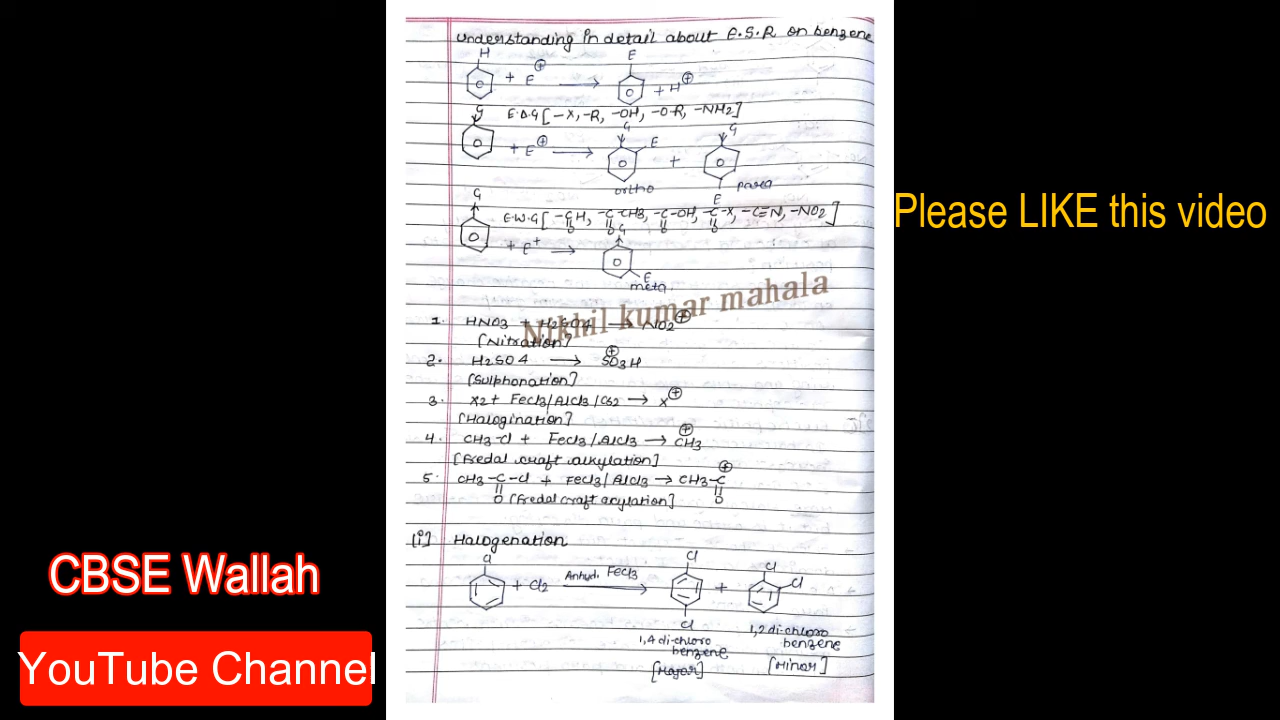 understanding in detail about E.S.R on benzene
H
+ E⊕ → E + H⊕
G
E.D.G [-X, -R, -OH, -O-R, -NH2]
+ E⊕ → G E + G
ortho
para
E
G
E.W.G [-C-H, -C-CH3, -C-OH, -C-X, -C≡N, -NO2]
O O O O
+ E+ → G
E
meta
Nikhil kumar mahala
1. HNO3 + H2SO4 → NO2⊕
[Nitration]
2. H2SO4 → S⊕O3H
[Sulphonation]
3. X2 + FeCl3/AlCl3/CS2 → X⊕
[Halogination]
4. CH3-Cl + FeCl3/AlCl3 → C⊕H3
[Fredal craft alkylation]
5. CH3-C-Cl + FeCl3/AlCl3 → CH3-C⊕
O [Fredal craft acylation] O
[i] Halogenation
Cl
+ Cl2 Anhyd. FeCl3 → Cl Cl + Cl Cl
1,4 di-chloro benzene
[Major]
1,2 di-chloro benzene
[Minor]
Please LIKE this video
CBSE Wallah
YouTube Channel